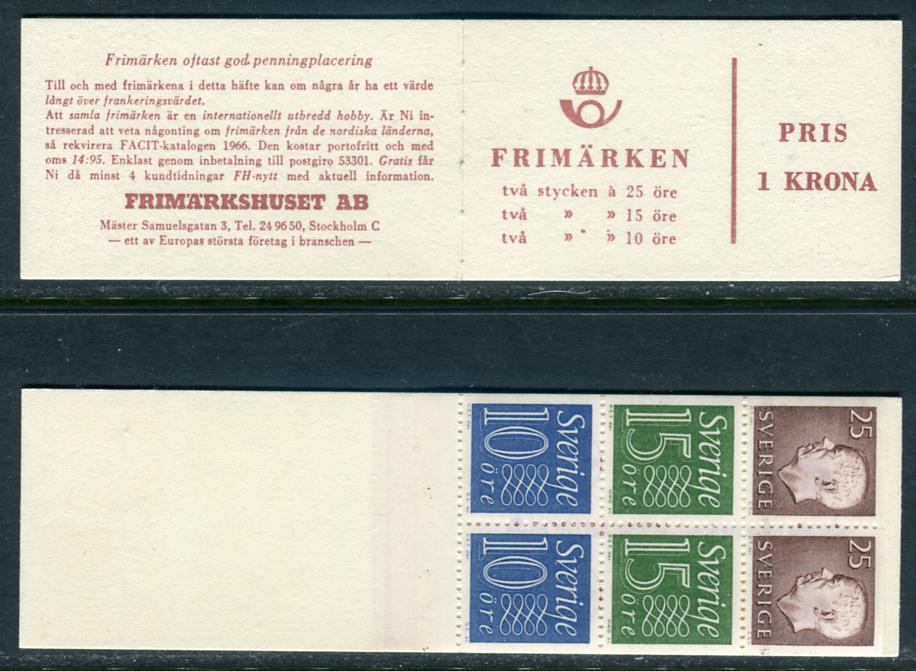 Frimärken oftast god penningplacering
Till och med frimärkena i detta häfte kan om några år ha ett värde
långt över frankeringsvärdet.
Att samla frimärken är en internationellt utbredd hobby. Är Ni in-
tresserad att veta någonting om frimärken från de nordiska länderna,
så rekvirera FACIT-katalogen 1966. Den kostar portofritt och med
oms 14:95. Enklast genom inbetalning till postgiro 53301. Gratis får
Ni då minst 4 kundtidningar FH-nytt med aktuell information.
FRIMÄRKSHUSET AB
Mäster Samuelsgatan 3, Tel. 24 96 50, Stockholm C
— ett av Europas största företag i branschen —
FRIMÄRKEN
två stycken à 25 öre
två » » 15 öre
två » » 10 öre
PRIS
1 KRONA
Sverige
10
öre
Sverige
15
öre
25
SVERIGE
Sverige
10
öre
Sverige
15
öre
25
SVERIGE